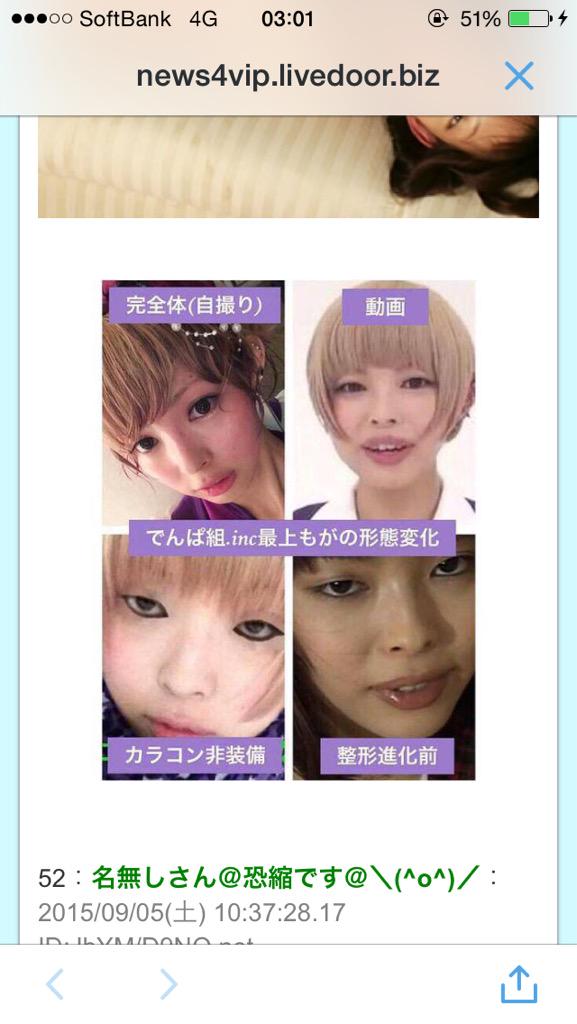 SoftBank 4G 03:01 51%
news4vip.livedoor.biz
完全体(自撮り)
動画
でんぱ組.inc最上もがの形態変化
カラコン非装備
整形進化前
52：名無しさん＠恐縮です＠＼(^o^)／：
2015/09/05(土) 10:37:28.17